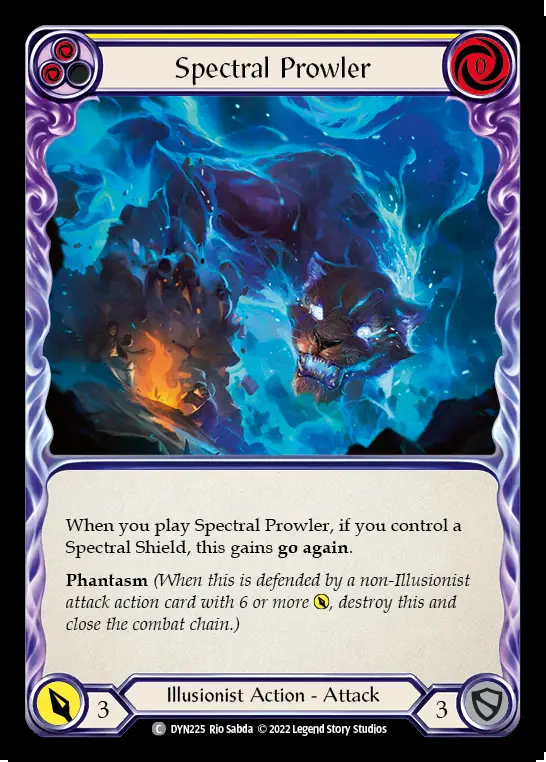 Spectral Prowler
0
When you play Spectral Prowler, if you control a
Spectral Shield, this gains go again.
Phantasm (When this is defended by a non-Illusionist
attack action card with 6 or more , destroy this and
close the combat chain.)
3
Illusionist Action - Attack
3
C DYN225 Rio Sabda © 2022 Legend Story Studios